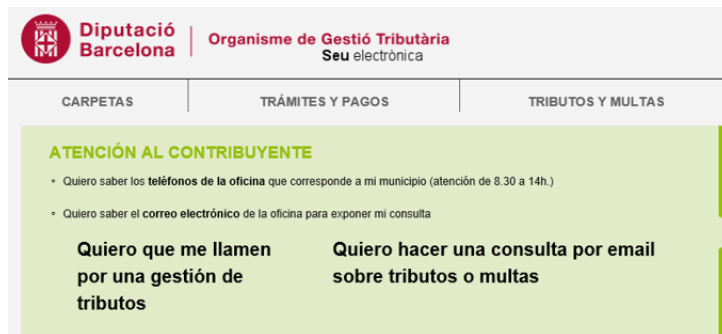 Diputació
Barcelona
Organisme de Gestió Tributària
Seu electrònica
CARPETAS
TRÁMITES Y PAGOS
TRIBUTOS Y MULTAS
ATENCIÓN AL CONTRIBUYENTE
Quiero saber los teléfonos de la oficina que corresponde a mi municipio (atención de 8.30 a 14h.)
Quiero saber el correo electrónico de la oficina para exponer mi consulta
Quiero que me llamen
por una gestión de
tributos
Quiero hacer una consulta por email
sobre tributos o multas